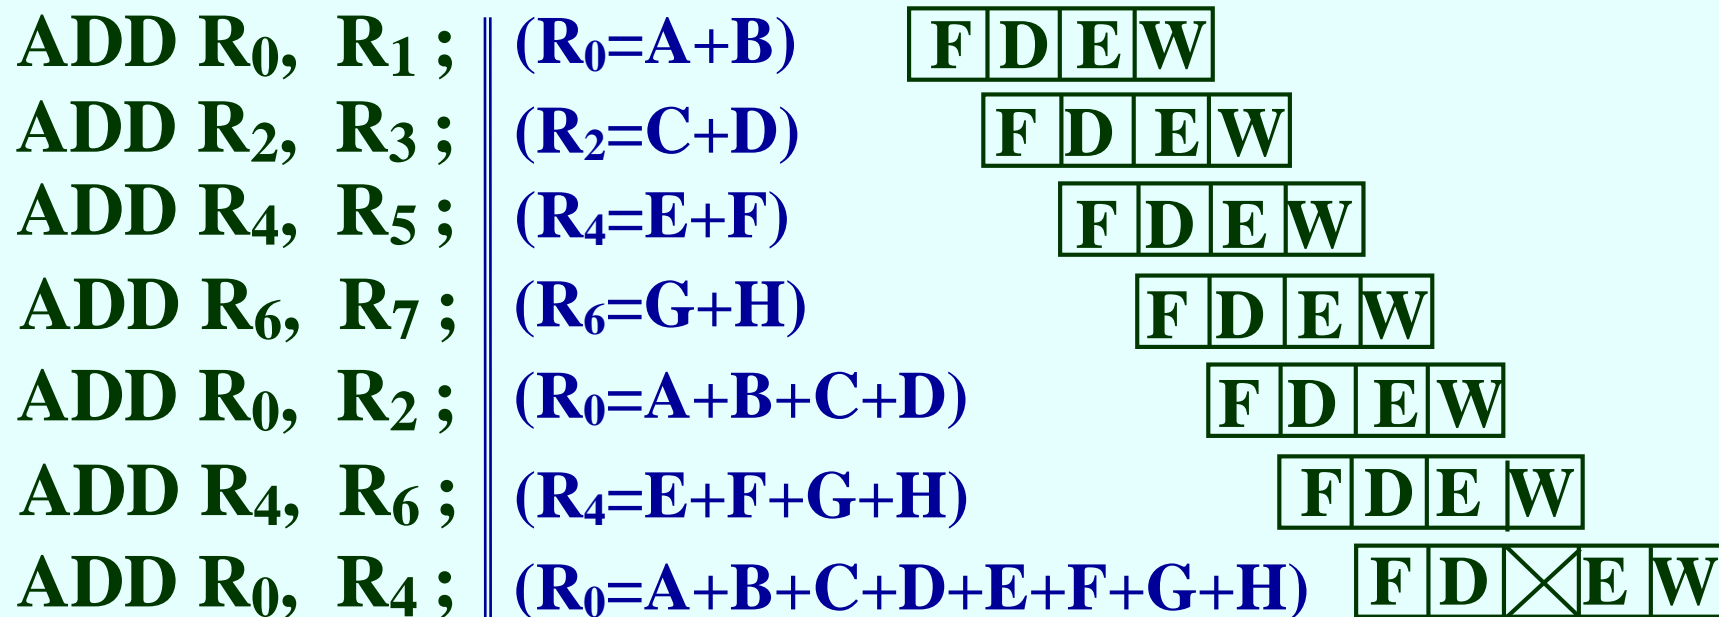 ADD R₀, R₁ ; (R₀=A+B) F D E W
ADD R₂, R₃ ; (R₂=C+D) F D E W
ADD R₄, R₅ ; (R₄=E+F) F D E W
ADD R₆, R₇ ; (R₆=G+H) F D E W
ADD R₀, R₂ ; (R₀=A+B+C+D) F D E W
ADD R₄, R₆ ; (R₄=E+F+G+H) F D E W
ADD R₀, R₄ ; (R₀=A+B+C+D+E+F+G+H) F D E W